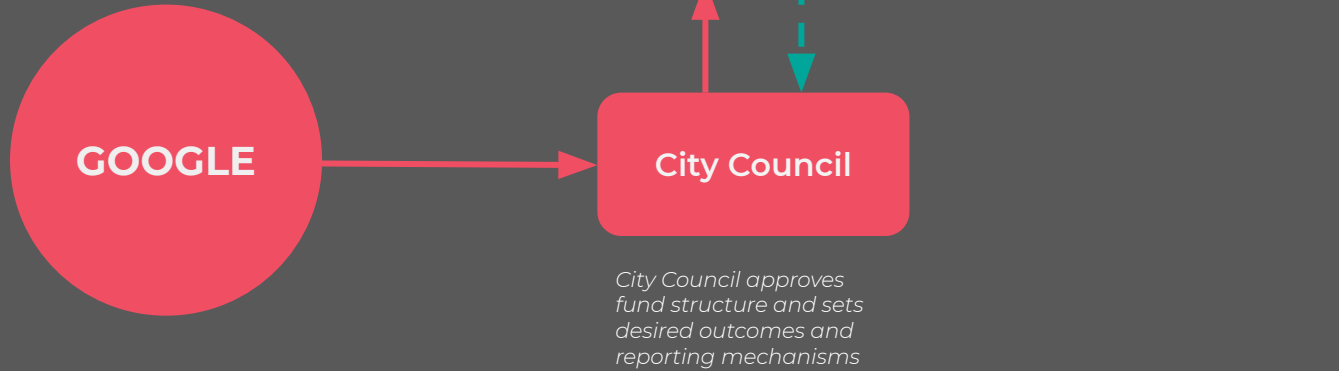 GOOGLE
City Council
City Council approves
fund structure and sets
desired outcomes and
reporting mechanisms